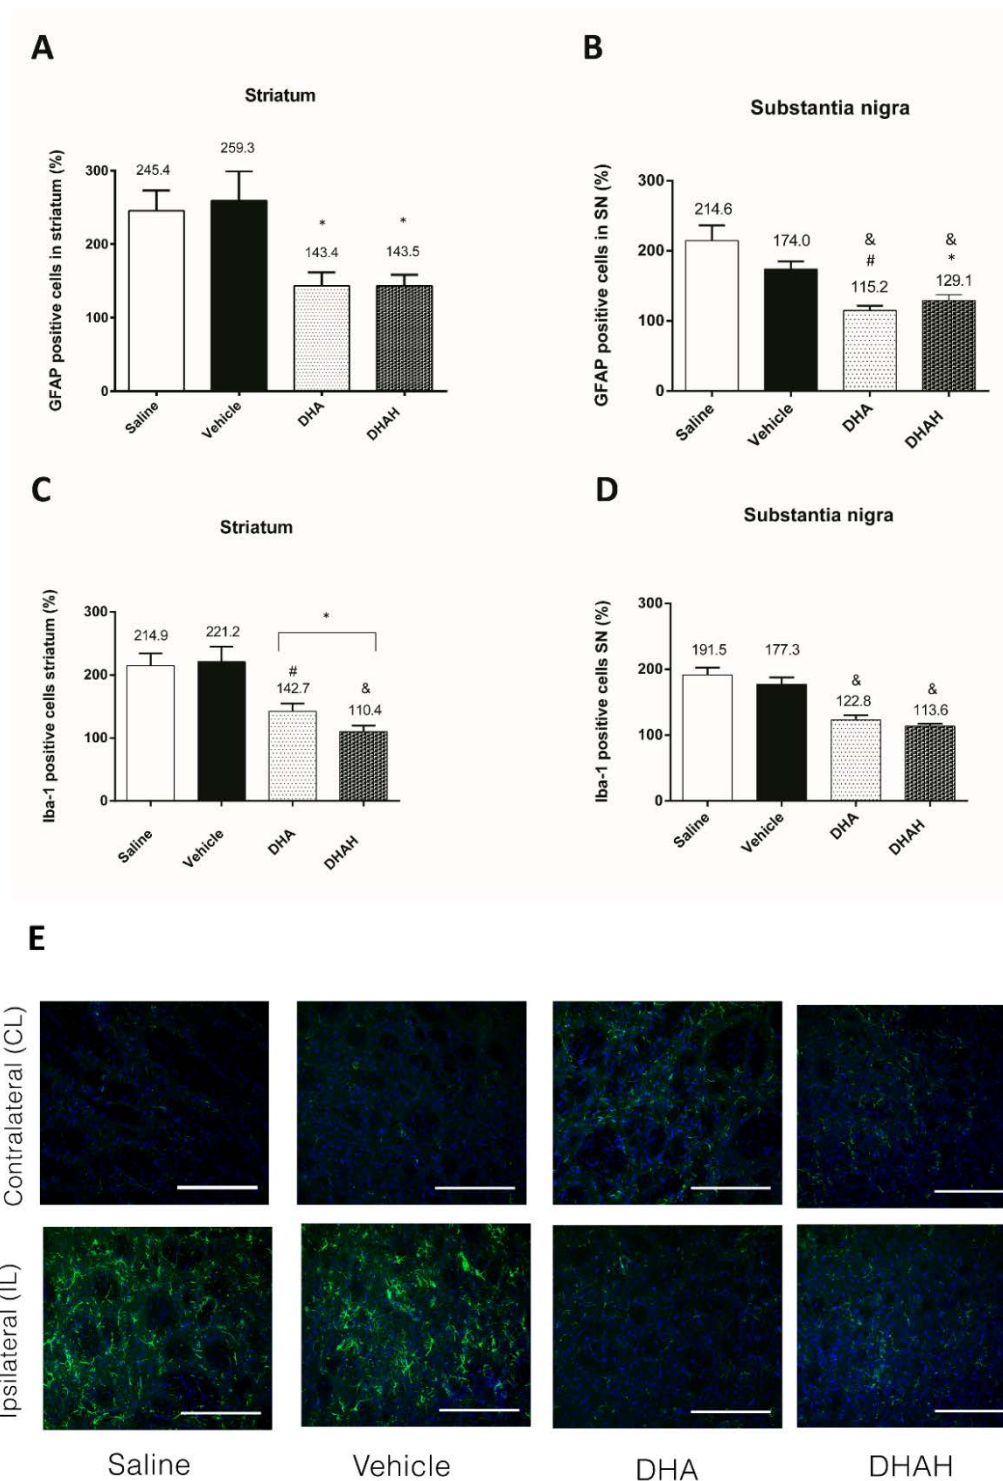 A
Striatum
GFAP positive cells in striatum (%)
300
200
100
0
245.4
259.3
*
143.4
*
143.5
Saline
Vehicle
DHA
DHAH
B
Substantia nigra
GFAP positive cells in SN (%)
300
200
100
0
214.6
174.0
&
#
115.2
&
*
129.1
Saline
Vehicle
DHA
DHAH
C
Striatum
Iba-1 positive cells striatum (%)
300
200
100
0
214.9
221.2
*
#
142.7
&
110.4
Saline
Vehicle
DHA
DHAH
D
Substantia nigra
Iba-1 positive cells SN (%)
300
200
100
0
191.5
177.3
&
122.8
&
113.6
Saline
Vehicle
DHA
DHAH
E
Contralateral (CL)
Ipsilateral (IL)
Saline
Vehicle
DHA
DHAH